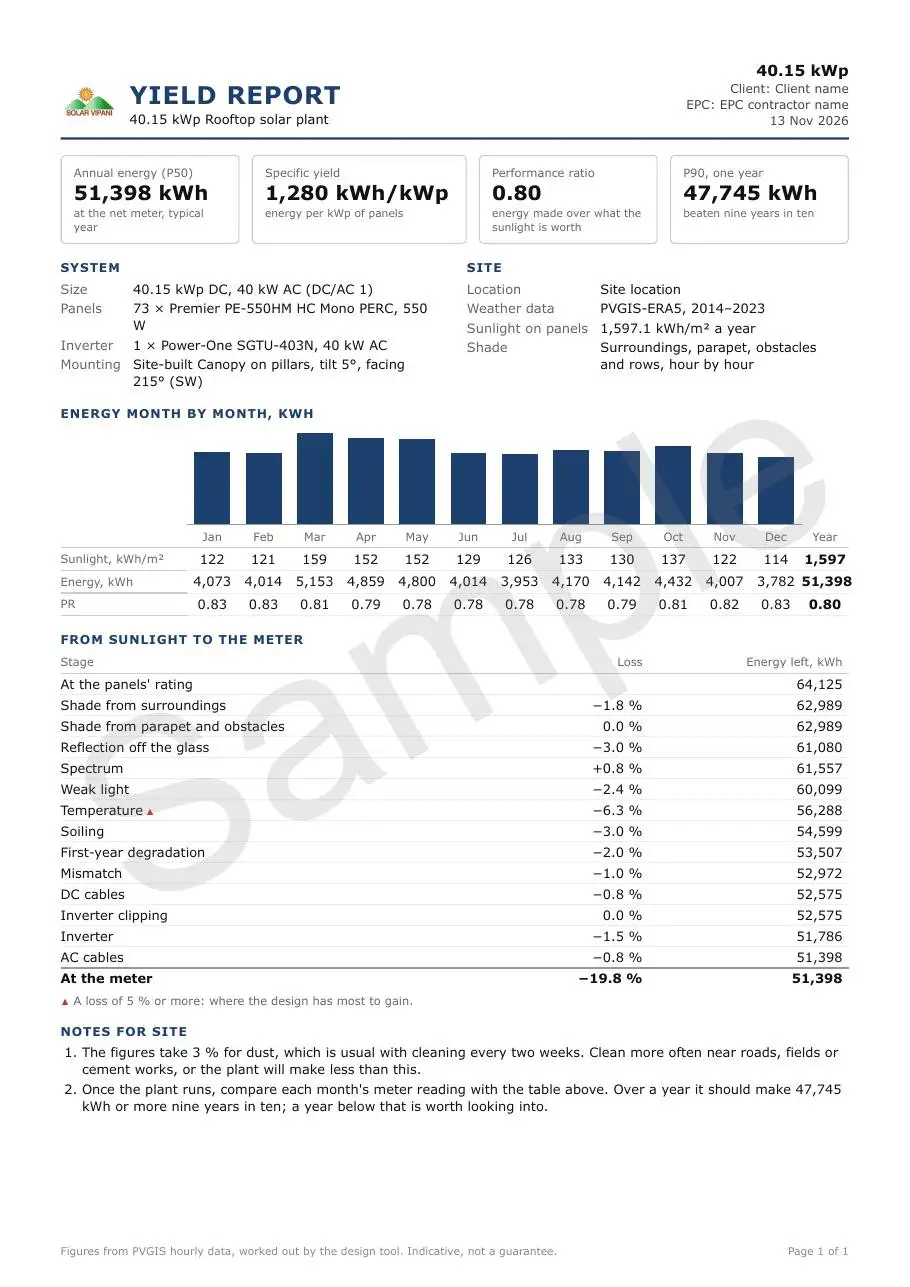 40.15 kWp
Client: Client name
EPC: EPC contractor name
13 Nov 2026
SOLAR VIPANI
YIELD REPORT
40.15 kWp Rooftop solar plant
Annual energy (P50)
51,398 kWh
at the net meter, typical
year
Specific yield
1,280 kWh/kWp
energy per kWp of panels
Performance ratio
0.80
energy made over what the
sunlight is worth
P90, one year
47,745 kWh
beaten nine years in ten
SYSTEM
Size 40.15 kWp DC, 40 kW AC (DC/AC 1)
Panels 73 × Premier PE-550HM HC Mono PERC, 550
W
Inverter 1 × Power-One SGTU-403N, 40 kW AC
Mounting Site-built Canopy on pillars, tilt 5°, facing
215° (SW)
SITE
Location Site location
Weather data PVGIS-ERA5, 2014–2023
Sunlight on panels 1,597.1 kWh/m² a year
Shade Surroundings, parapet, obstacles
and rows, hour by hour
ENERGY MONTH BY MONTH, KWH
Jan Feb Mar Apr May Jun Jul Aug Sep Oct Nov Dec Year
Sunlight, kWh/m² 122 121 159 152 152 129 126 133 130 137 122 114 1,597
Energy, kWh 4,073 4,014 5,153 4,859 4,800 4,014 3,953 4,170 4,142 4,432 4,007 3,782 51,398
PR 0.83 0.83 0.81 0.79 0.78 0.78 0.78 0.78 0.79 0.81 0.82 0.83 0.80
FROM SUNLIGHT TO THE METER
Stage Loss Energy left, kWh
At the panels' rating 64,125
Shade from surroundings −1.8 % 62,989
Shade from parapet and obstacles 0.0 % 62,989
Reflection off the glass −3.0 % 61,080
Spectrum +0.8 % 61,557
Weak light −2.4 % 60,099
Temperature ▲ −6.3 % 56,288
Soiling −3.0 % 54,599
First-year degradation −2.0 % 53,507
Mismatch −1.0 % 52,972
DC cables −0.8 % 52,575
Inverter clipping 0.0 % 52,575
Inverter −1.5 % 51,786
AC cables −0.8 % 51,398
At the meter −19.8 % 51,398
▲ A loss of 5 % or more: where the design has most to gain.
NOTES FOR SITE
1. The figures take 3 % for dust, which is usual with cleaning every two weeks. Clean more often near roads, fields or
cement works, or the plant will make less than this.
2. Once the plant runs, compare each month's meter reading with the table above. Over a year it should make 47,745
kWh or more nine years in ten; a year below that is worth looking into.
Sample
Figures from PVGIS hourly data, worked out by the design tool. Indicative, not a guarantee.
Page 1 of 1